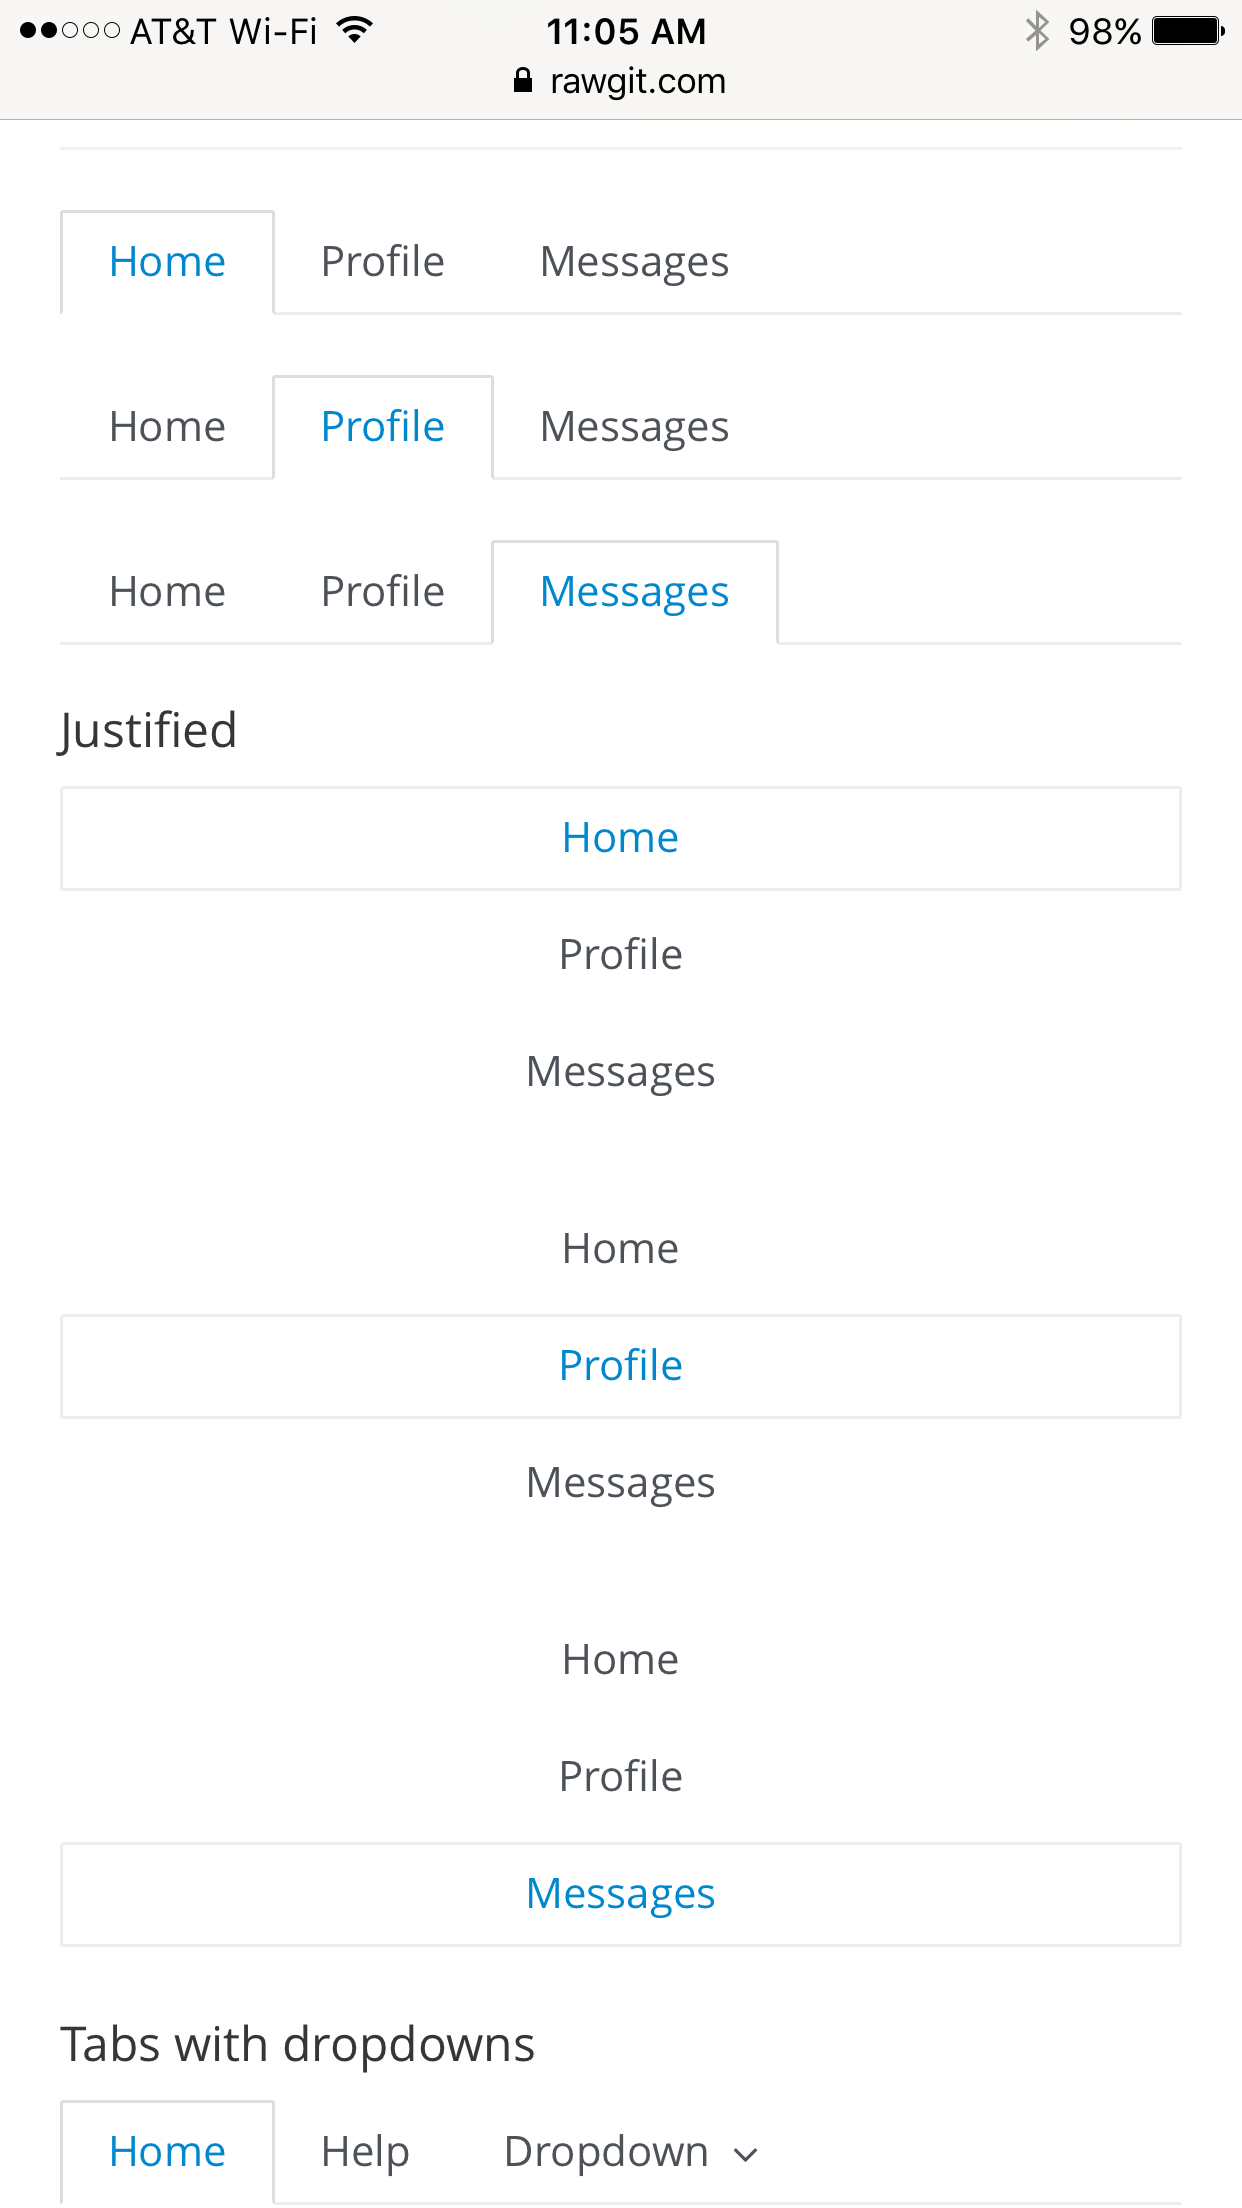 AT&T Wi-Fi 11:05 AM 98%
rawgit.com
Home Profile Messages
Home Profile Messages
Home Profile Messages
Justified
Home
Profile
Messages
Home
Profile
Messages
Home
Profile
Messages
Tabs with dropdowns
Home Help Dropdown